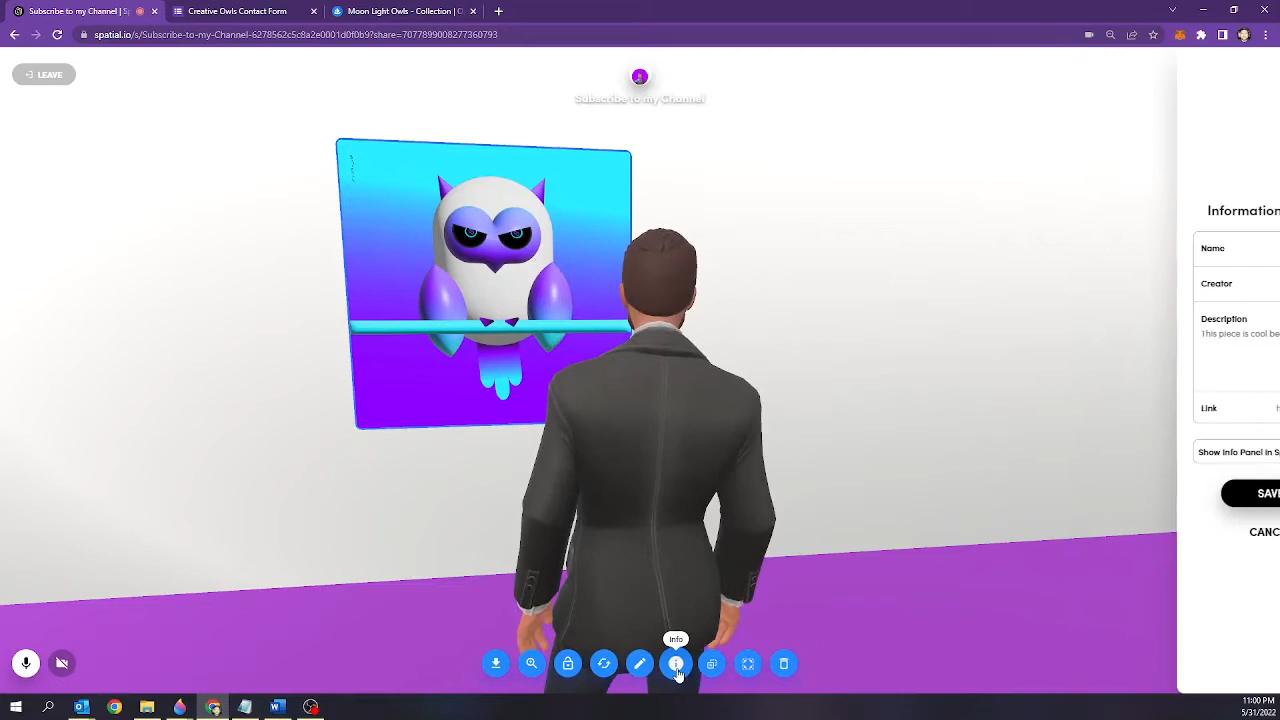 Subscribe to my Channel | Sp
Creative Owls Contact Form
Moon Light Owls - Collection | O
spatial.io/s/Subscribe-to-my-Channel-6278562c5c8a2e0001d0fbf9?share=7077899008277360793
LEAVE
Subscribe to my Channel
Information
Name
Creator
Description
This piece is cool be
Link
Show Info Panel In S
SAVE
CANC
Info
11:00 PM
5/31/2022